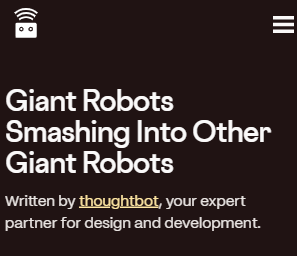 Giant Robots
Smashing Into Other
Giant Robots
Written by thoughtbot, your expert
partner for design and development.